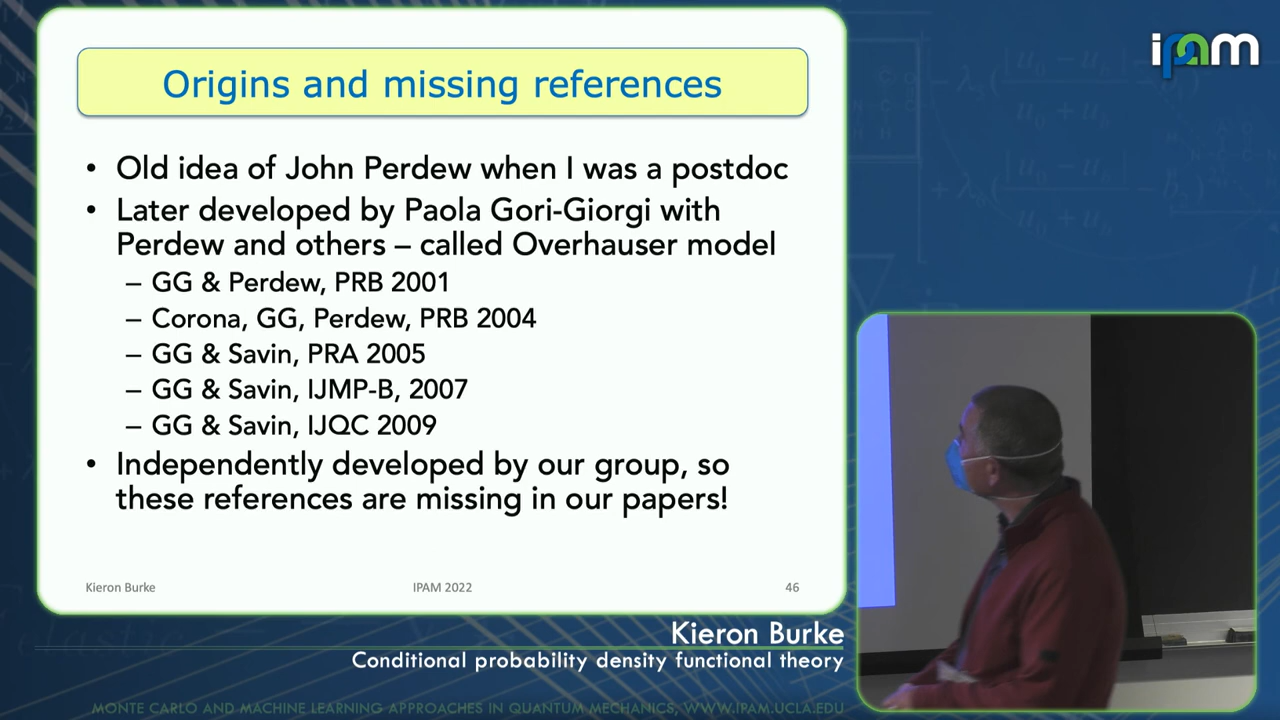 Origins and missing references
• Old idea of John Perdew when I was a postdoc
• Later developed by Paola Gori-Giorgi with
Perdew and others – called Overhauser model
– GG & Perdew, PRB 2001
– Corona, GG, Perdew, PRB 2004
– GG & Savin, PRA 2005
– GG & Savin, IJMP-B, 2007
– GG & Savin, IJQC 2009
• Independently developed by our group, so
these references are missing in our papers!
Kieron Burke IPAM 2022 46
ipam
Kieron Burke
Conditional probability density functional theory
MONTE CARLO AND MACHINE LEARNING APPROACHES IN QUANTUM MECHANICS, WWW.IPAM.UCLA.EDU